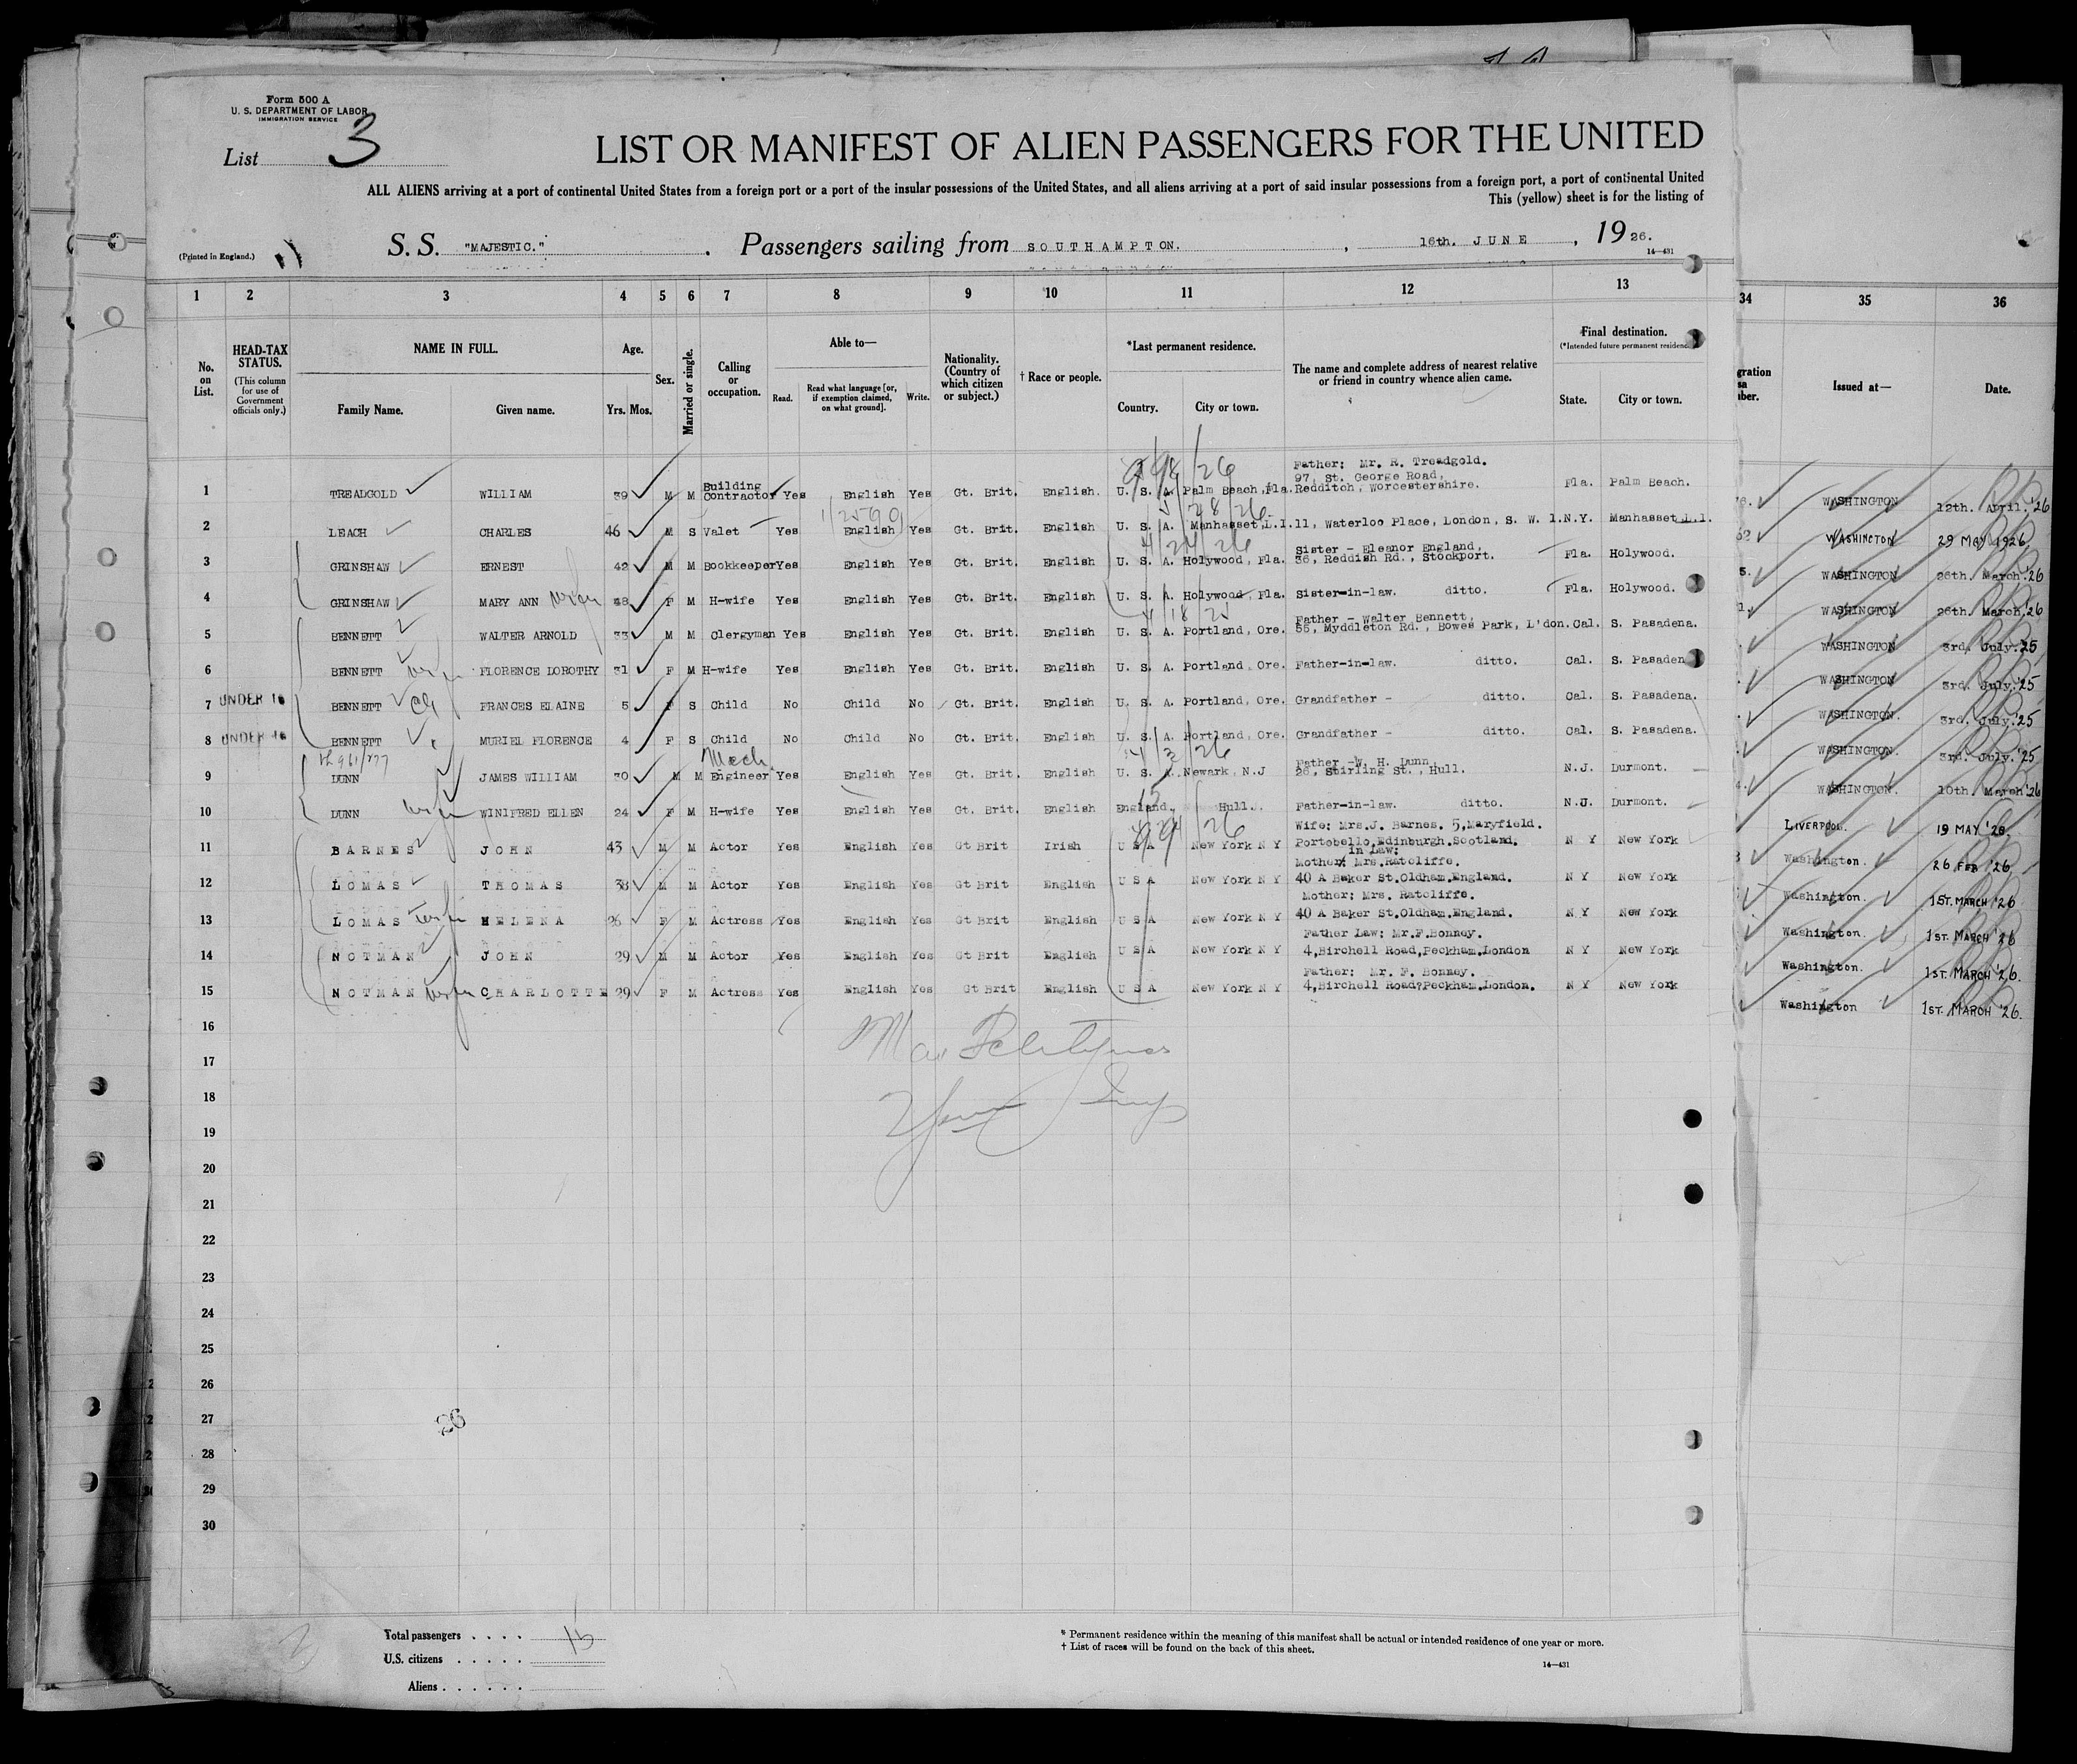 Form 500 A
U. S. DEPARTMENT OF LABOR
IMMIGRATION SERVICE
List 3
LIST OR MANIFEST OF ALIEN PASSENGERS FOR THE UNITED
ALL ALIENS arriving at a port of continental United States from a foreign port or a port of the insular possessions of the United States, and all aliens arriving at a port of said insular possessions from a foreign port, a port of continental United
This (yellow) sheet is for the listing of
(Printed in England.)
S. S. "MAJESTIC." . Passengers sailing from SOUTHAMPTON. , 16th. JUNE , 1926.
14—431
1 2 3 4 5 6 7 8 9 10 11 12 13 34 35 36
No. on List.
HEAD-TAX STATUS.
(This column for use of Government officials only.)
NAME IN FULL.
Family Name. Given name.
Age.
Yrs. Mos.
Sex.
Married or single.
Calling or occupation.
Able to—
Read. Read what language [or, if exemption claimed, on what ground]. Write.
Nationality. (Country of which citizen or subject.)
† Race or people.
*Last permanent residence.
Country. City or town.
The name and complete address of nearest relative or friend in country whence alien came.
Final destination.
(*Intended future permanent residence
State. City or town.
Issued at— Date.
Father: Mr. R. Treadgold.
97, St. George Road,
1 TREADGOLD WILLIAM 39 M M Building Contractor Yes English Yes Gt. Brit. English. U. S. A. Palm Beach, Fla. Redditch, Worcestershire. Fla. Palm Beach. WASHINGTON 12th. April.'26
2 LEACH CHARLES 46 M S Valet Yes English Yes Gt. Brit. English U. S. A. Manhasset, L.I. 11, Waterloo Place, London, S. W. 1. N.Y. Manhasset L.I. WASHINGTON 29 MAY 1926
Sister - Eleanor England,
3 GRINSHAW ERNEST 42 M M Bookkeeper Yes English Yes Gt. Brit. English U. S. A. Holywood, Fla. 36, Reddish Rd., Stockport. Fla. Holywood. WASHINGTON 26th. March.'26
4 GRINSHAW MARY ANN wife 48 F M H-wife Yes English Yes Gt. Brit. English U. S. A. Holywood, Fla. Sister-in-law. ditto. Fla. Holywood. WASHINGTON 26th. March.'26
Father - Walter Bennett,
5 BENNETT WALTER ARNOLD 33 M M Clergyman Yes English Yes Gt. Brit. English U. S. A. Portland, Ore. 55, Myddleton Rd., Bowes Park, L'don. Cal. S. Pasadena. WASHINGTON 3rd. July.'25
6 BENNETT wife FLORENCE DOROTHY 31 F M H-wife Yes English Yes Gt. Brit. English U. S. A. Portland, Ore. Father-in-law. ditto. Cal. S. Pasaden WASHINGTON 3rd. July.'25
7 UNDER 16 BENNETT FRANCES ELAINE 5 F S Child No Child No Gt. Brit. English U. S. A. Portland, Ore. Grandfather - ditto. Cal. S. Pasadena. WASHINGTON. 3rd. July.'25
8 UNDER 16 BENNETT MURIEL FLORENCE 4 F S Child No Child No Gt. Brit. English U. S. A. Portland, Ore. Grandfather - ditto. Cal. S. Pasadena. WASHINGTON. 3rd. July.'25
Mech.
Father -W. H. Dunn,
9 DUNN JAMES WILLIAM 30 M M Engineer Yes English Yes Gt. Brit. English U. S. A. Newark, N.J 26, Stirling St., Hull. N.J. Durmont. WASHINGTON. 10th. March'26
10 DUNN wife WINIFRED ELLEN 24 F M H-wife Yes English Yes Gt. Brit. English England. Hull. Father-in-law. ditto. N.J. Durmont. LIVERPOOL. 19 MAY '26.
Wife: Mrs.J. Barnes. 5,Maryfield.
11 BARNES JOHN 43 M M Actor Yes English Yes Gt Brit Irish U S A New York N Y Portobello,Edinburgh.Scotland. N Y New York Washington. 26 FEB '26.
in Law:
Mother Mrs.Ratcliffe.
12 LOMAS THOMAS 38 M M Actor Yes English Yes Gt Brit English U S A New York N Y 40 A Baker St.Oldham.England. N Y New York Washington. 1ST. MARCH '26
Mother: Mrs. Ratcliffe.
13 LOMAS wife HELENA 26 F M Actress Yes English Yes Gt Brit English U S A New York N Y 40 A Baker St.Oldham.England. N Y New York Washington. 1ST. MARCH '26
Father Law: Mr.F.Bonney.
14 NOTMAN JOHN 29 M M Actor Yes English Yes Gt Brit English U S A New York N Y 4,Birchell Road,Peckham,London N Y New York Washington. 1ST. MARCH '26.
Father: Mr. F. Bonney.
15 NOTMAN wife CHARLOTTE 29 F M Actress Yes English Yes Gt Brit English U S A New York N Y 4,Birchell Road,Peckham.London. N Y New York Washington 1ST. MARCH '26.
16
17
18
19
20
21
22
23
24
25
26
27
26
28
29
30
Total passengers . . . . 15
U.S. citizens . . . . .
Aliens . . . . . .
* Permanent residence within the meaning of this manifest shall be actual or intended residence of one year or more.
† List of races will be found on the back of this sheet.
14—431